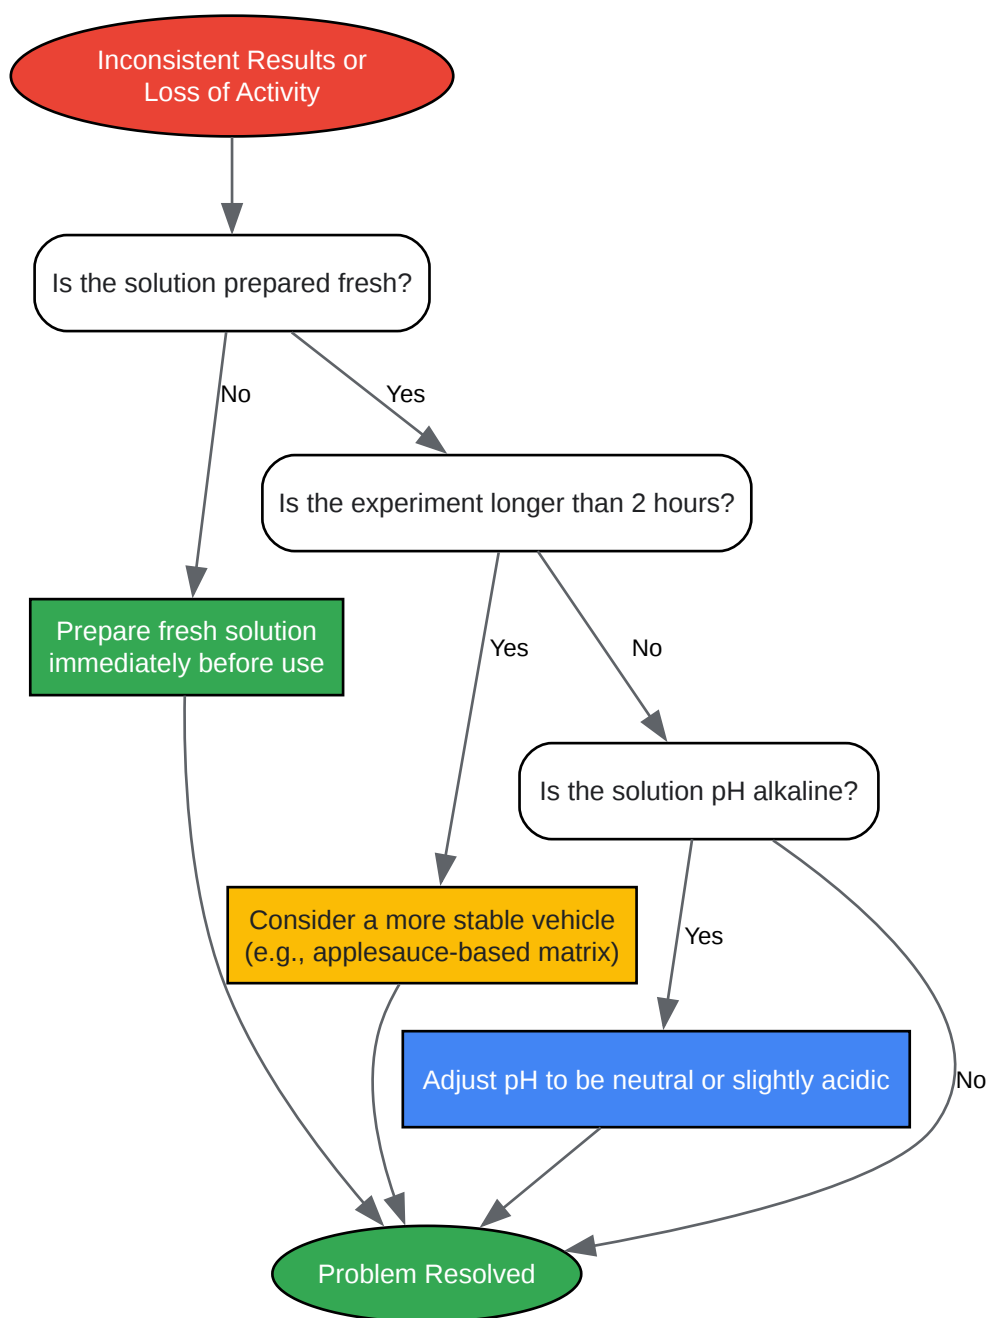 Inconsistent Results or
Loss of Activity
Is the solution prepared fresh?
No
Yes
Is the experiment longer than 2 hours?
Prepare fresh solution
immediately before use
Yes
No
Is the solution pH alkaline?
Consider a more stable vehicle
(e.g., applesauce-based matrix)
Yes
Adjust pH to be neutral or slightly acidic
No
Problem Resolved